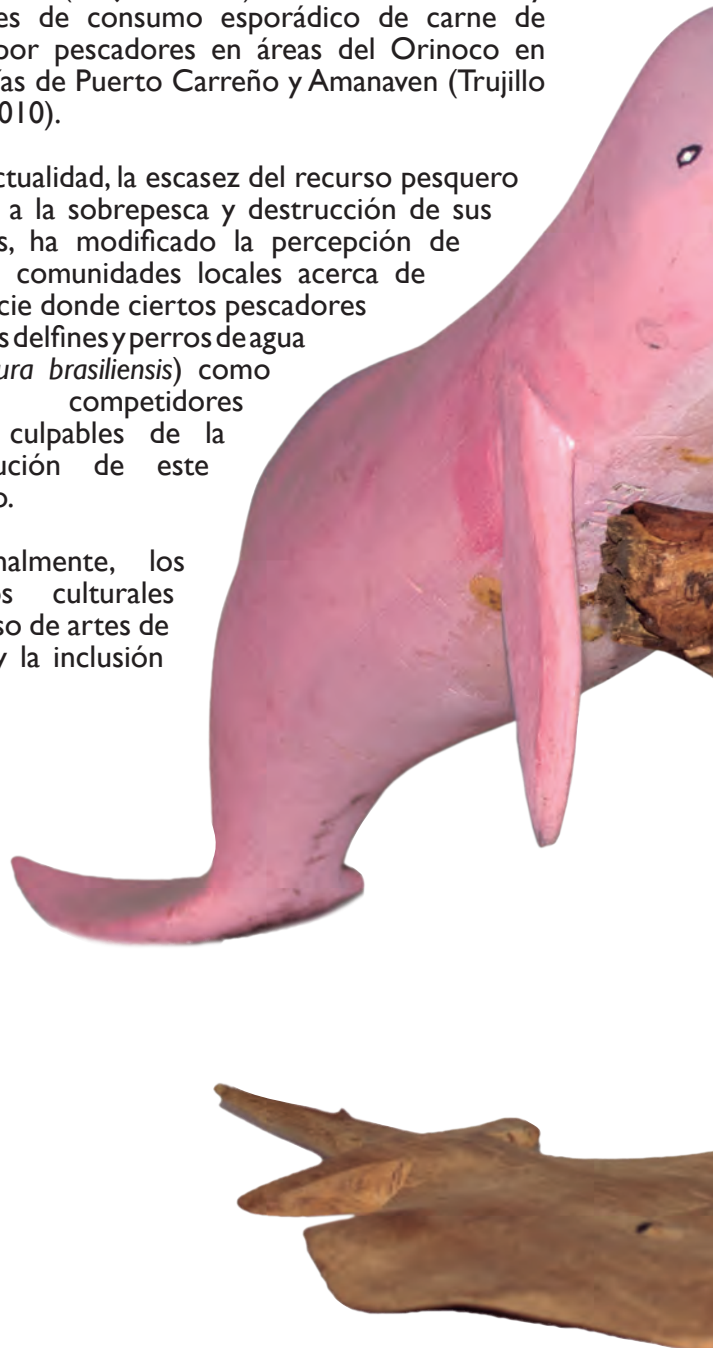 es de consumo esporádico de carne de
por pescadores en áreas del Orinoco en
ías de Puerto Carreño y Amanaven (Trujillo
010).
ctualidad, la escasez del recurso pesquero
a la sobrepesca y destrucción de sus
s, ha modificado la percepción de
comunidades locales acerca de
cie donde ciertos pescadores
s delfines y perros de agua
ura brasiliensis) como
competidores
culpables de la
ución de este
o.
nalmente, los
os culturales
so de artes de
y la inclusión